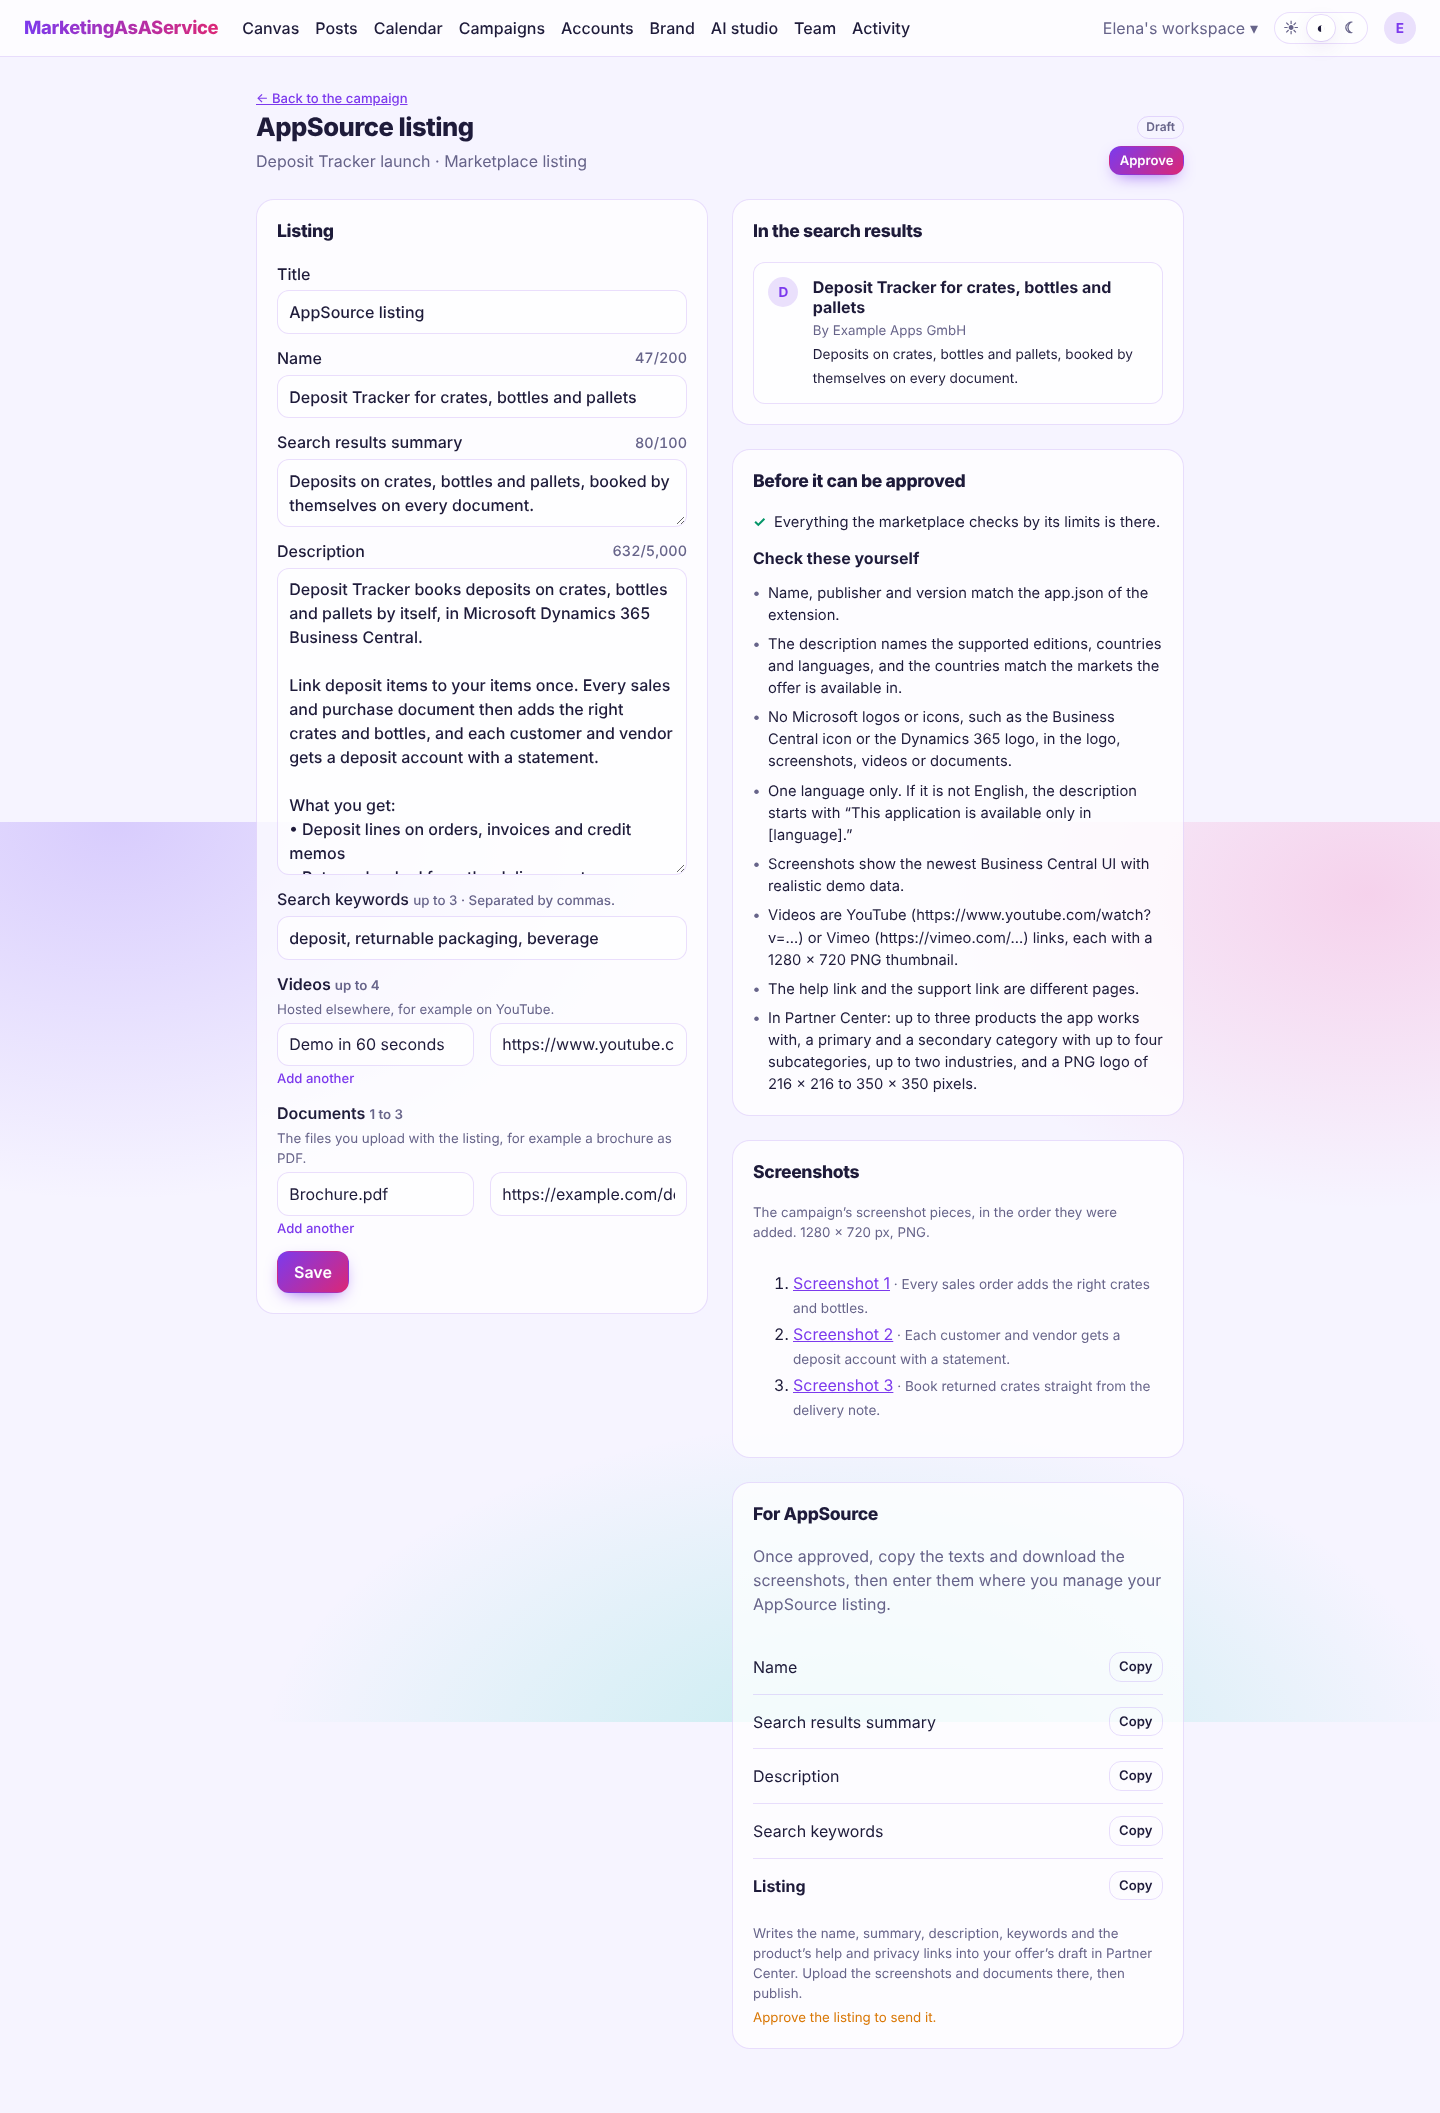 MarketingAsAService Canvas Posts Calendar Campaigns Accounts Brand AI studio Team Activity Elena's workspace ▾ E
← Back to the campaign
AppSource listing
Draft
Deposit Tracker launch · Marketplace listing
Approve
Listing
Title
AppSource listing
Name 47/200
Deposit Tracker for crates, bottles and pallets
Search results summary 80/100
Deposits on crates, bottles and pallets, booked by
themselves on every document.
Description 632/5,000
Deposit Tracker books deposits on crates, bottles
and pallets by itself, in Microsoft Dynamics 365
Business Central.
Link deposit items to your items once. Every sales
and purchase document then adds the right
crates and bottles, and each customer and vendor
gets a deposit account with a statement.
What you get:
• Deposit lines on orders, invoices and credit
memos
Search keywords up to 3 · Separated by commas.
deposit, returnable packaging, beverage
Videos up to 4
Hosted elsewhere, for example on YouTube.
Demo in 60 seconds https://www.youtube.c
Add another
Documents 1 to 3
The files you upload with the listing, for example a brochure as
PDF.
Brochure.pdf https://example.com/d
Add another
Save
In the search results
D
Deposit Tracker for crates, bottles and
pallets
By Example Apps GmbH
Deposits on crates, bottles and pallets, booked by
themselves on every document.
Before it can be approved
✓ Everything the marketplace checks by its limits is there.
Check these yourself
• Name, publisher and version match the app.json of the
extension.
• The description names the supported editions, countries
and languages, and the countries match the markets the
offer is available in.
• No Microsoft logos or icons, such as the Business
Central icon or the Dynamics 365 logo, in the logo,
screenshots, videos or documents.
• One language only. If it is not English, the description
starts with “This application is available only in
[language].”
• Screenshots show the newest Business Central UI with
realistic demo data.
• Videos are YouTube (https://www.youtube.com/watch?
v=…) or Vimeo (https://vimeo.com/…) links, each with a
1280 × 720 PNG thumbnail.
• The help link and the support link are different pages.
• In Partner Center: up to three products the app works
with, a primary and a secondary category with up to four
subcategories, up to two industries, and a PNG logo of
216 × 216 to 350 × 350 pixels.
Screenshots
The campaign’s screenshot pieces, in the order they were
added. 1280 × 720 px, PNG.
1. Screenshot 1 · Every sales order adds the right crates
and bottles.
2. Screenshot 2 · Each customer and vendor gets a
deposit account with a statement.
3. Screenshot 3 · Book returned crates straight from the
delivery note.
For AppSource
Once approved, copy the texts and download the
screenshots, then enter them where you manage your
AppSource listing.
Name Copy
Search results summary Copy
Description Copy
Search keywords Copy
Listing Copy
Writes the name, summary, description, keywords and the
product’s help and privacy links into your offer’s draft in Partner
Center. Upload the screenshots and documents there, then
publish.
Approve the listing to send it.